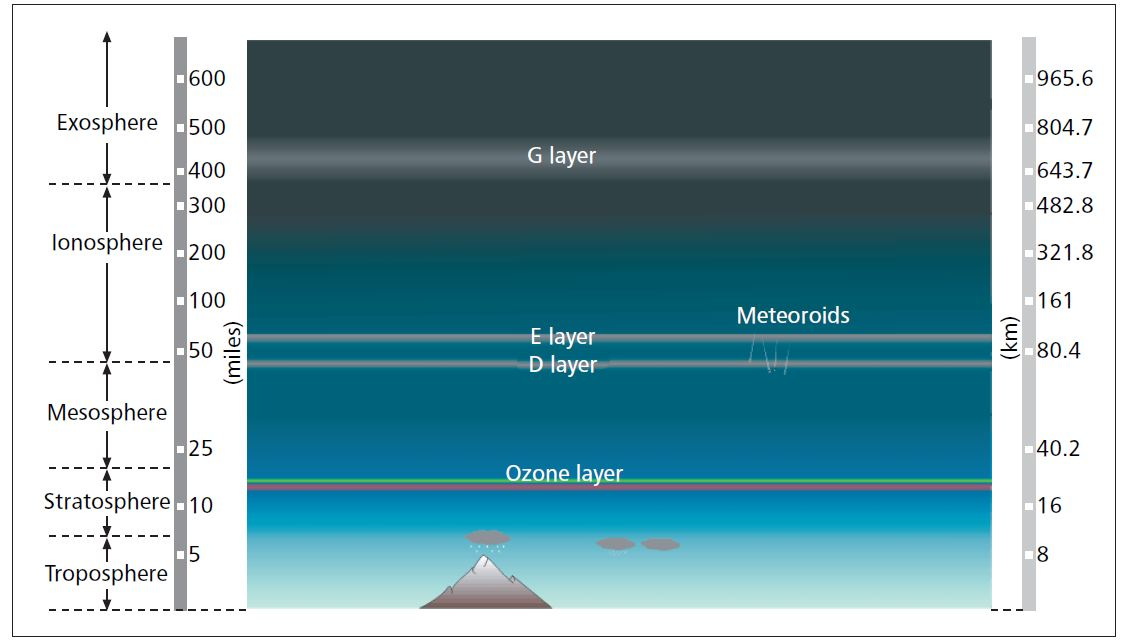 600
965.6
Exosphere
500
804.7
G layer
400
643.7
300
482.8
Ionosphere
200
321.8
100
161
Meteoroids
E layer
50
(miles)
(km)
80.4
D layer
Mesosphere
25
40.2
Ozone layer
Stratosphere
10
16
5
8
Troposphere